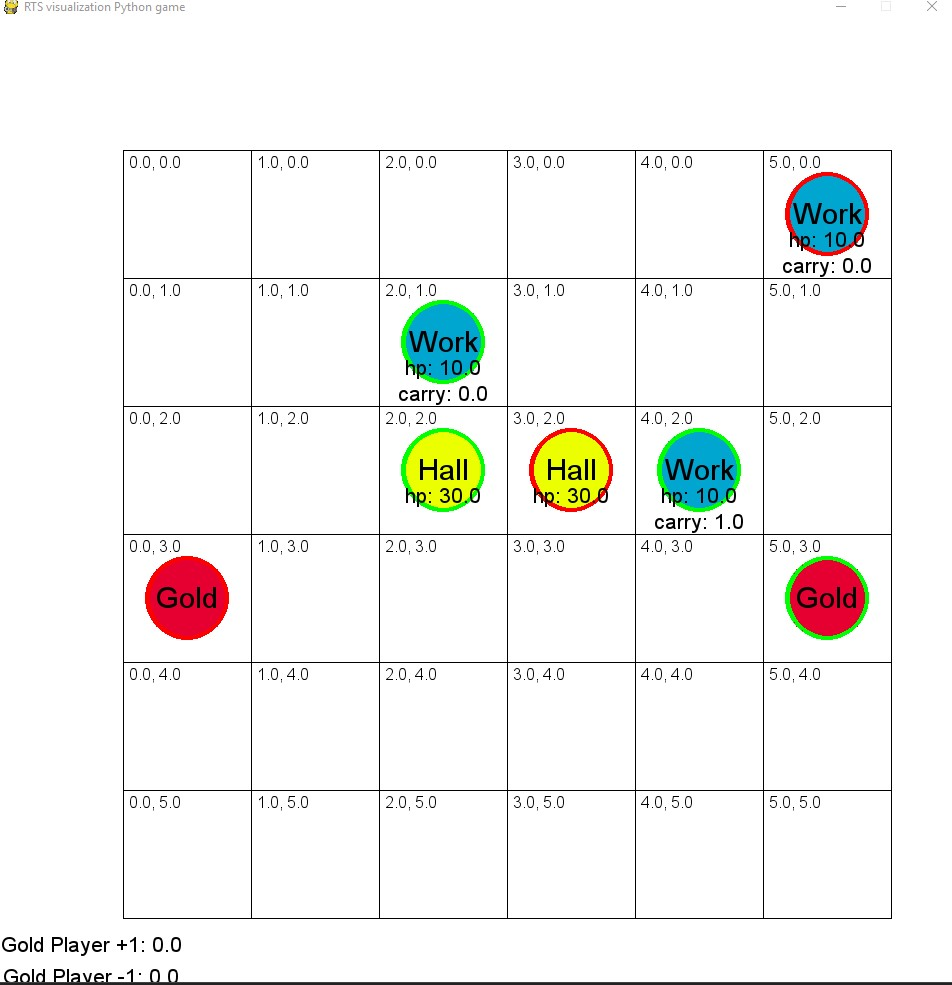 RTS visualization Python game
0.0, 0.0 1.0, 0.0 2.0, 0.0 3.0, 0.0 4.0, 0.0 5.0, 0.0
Work
hp: 10.0
carry: 0.0
0.0, 1.0 1.0, 1.0 2.0, 1.0 3.0, 1.0 4.0, 1.0 5.0, 1.0
Work
hp: 10.0
carry: 0.0
0.0, 2.0 1.0, 2.0 2.0, 2.0 3.0, 2.0 4.0, 2.0 5.0, 2.0
Hall Hall Work
hp: 30.0 hp: 30.0 hp: 10.0
carry: 1.0
0.0, 3.0 1.0, 3.0 2.0, 3.0 3.0, 3.0 4.0, 3.0 5.0, 3.0
Gold Gold
0.0, 4.0 1.0, 4.0 2.0, 4.0 3.0, 4.0 4.0, 4.0 5.0, 4.0
0.0, 5.0 1.0, 5.0 2.0, 5.0 3.0, 5.0 4.0, 5.0 5.0, 5.0
Gold Player +1: 0.0
Gold Player -1: 0.0